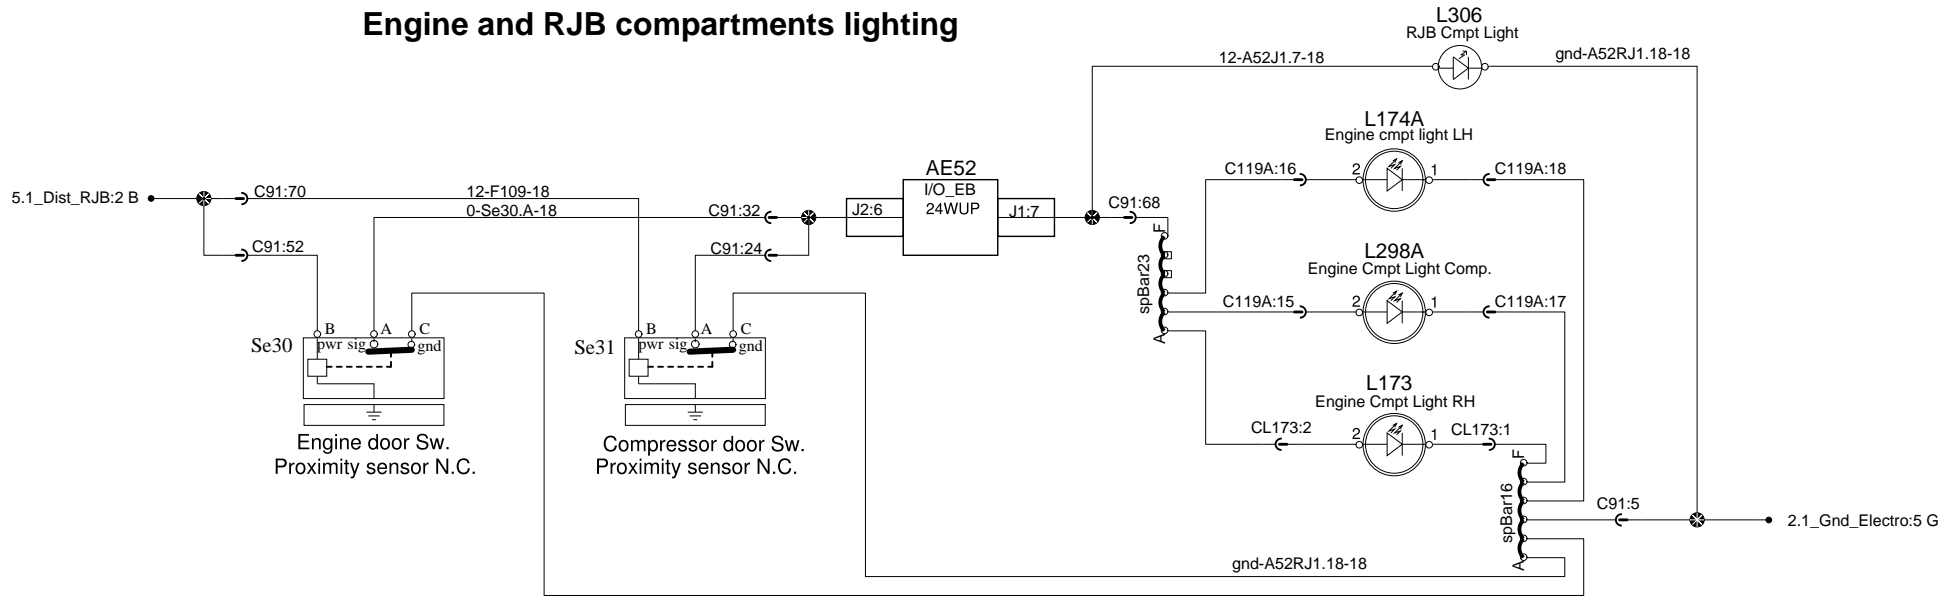 Engine and RJB compartments lighting
L306
RJB Cmpt Light
12-A52J1.7-18
gnd-A52RJ1.18-18
L174A
Engine cmpt light LH
C119A:16
2
1
C119A:18
AE52
I/O_EB
24WUP
J2:6
J1:7
5.1_Dist_RJB:2 B
C91:70
12-F109-18
0-Se30.A-18
C91:32
C91:68
C91:52
C91:24
F
spBar23
A
L298A
Engine Cmpt Light Comp.
C119A:15
2
1
C119A:17
B
A
C
Se30
pwr
sig
gnd
B
A
C
Se31
pwr
sig
gnd
Engine door Sw.
Proximity sensor N.C.
Compressor door Sw.
Proximity sensor N.C.
L173
Engine Cmpt Light RH
CL173:2
2
1
CL173:1
F
spBar16
A
C91:5
2.1_Gnd_Electro:5 G
gnd-A52RJ1.18-18